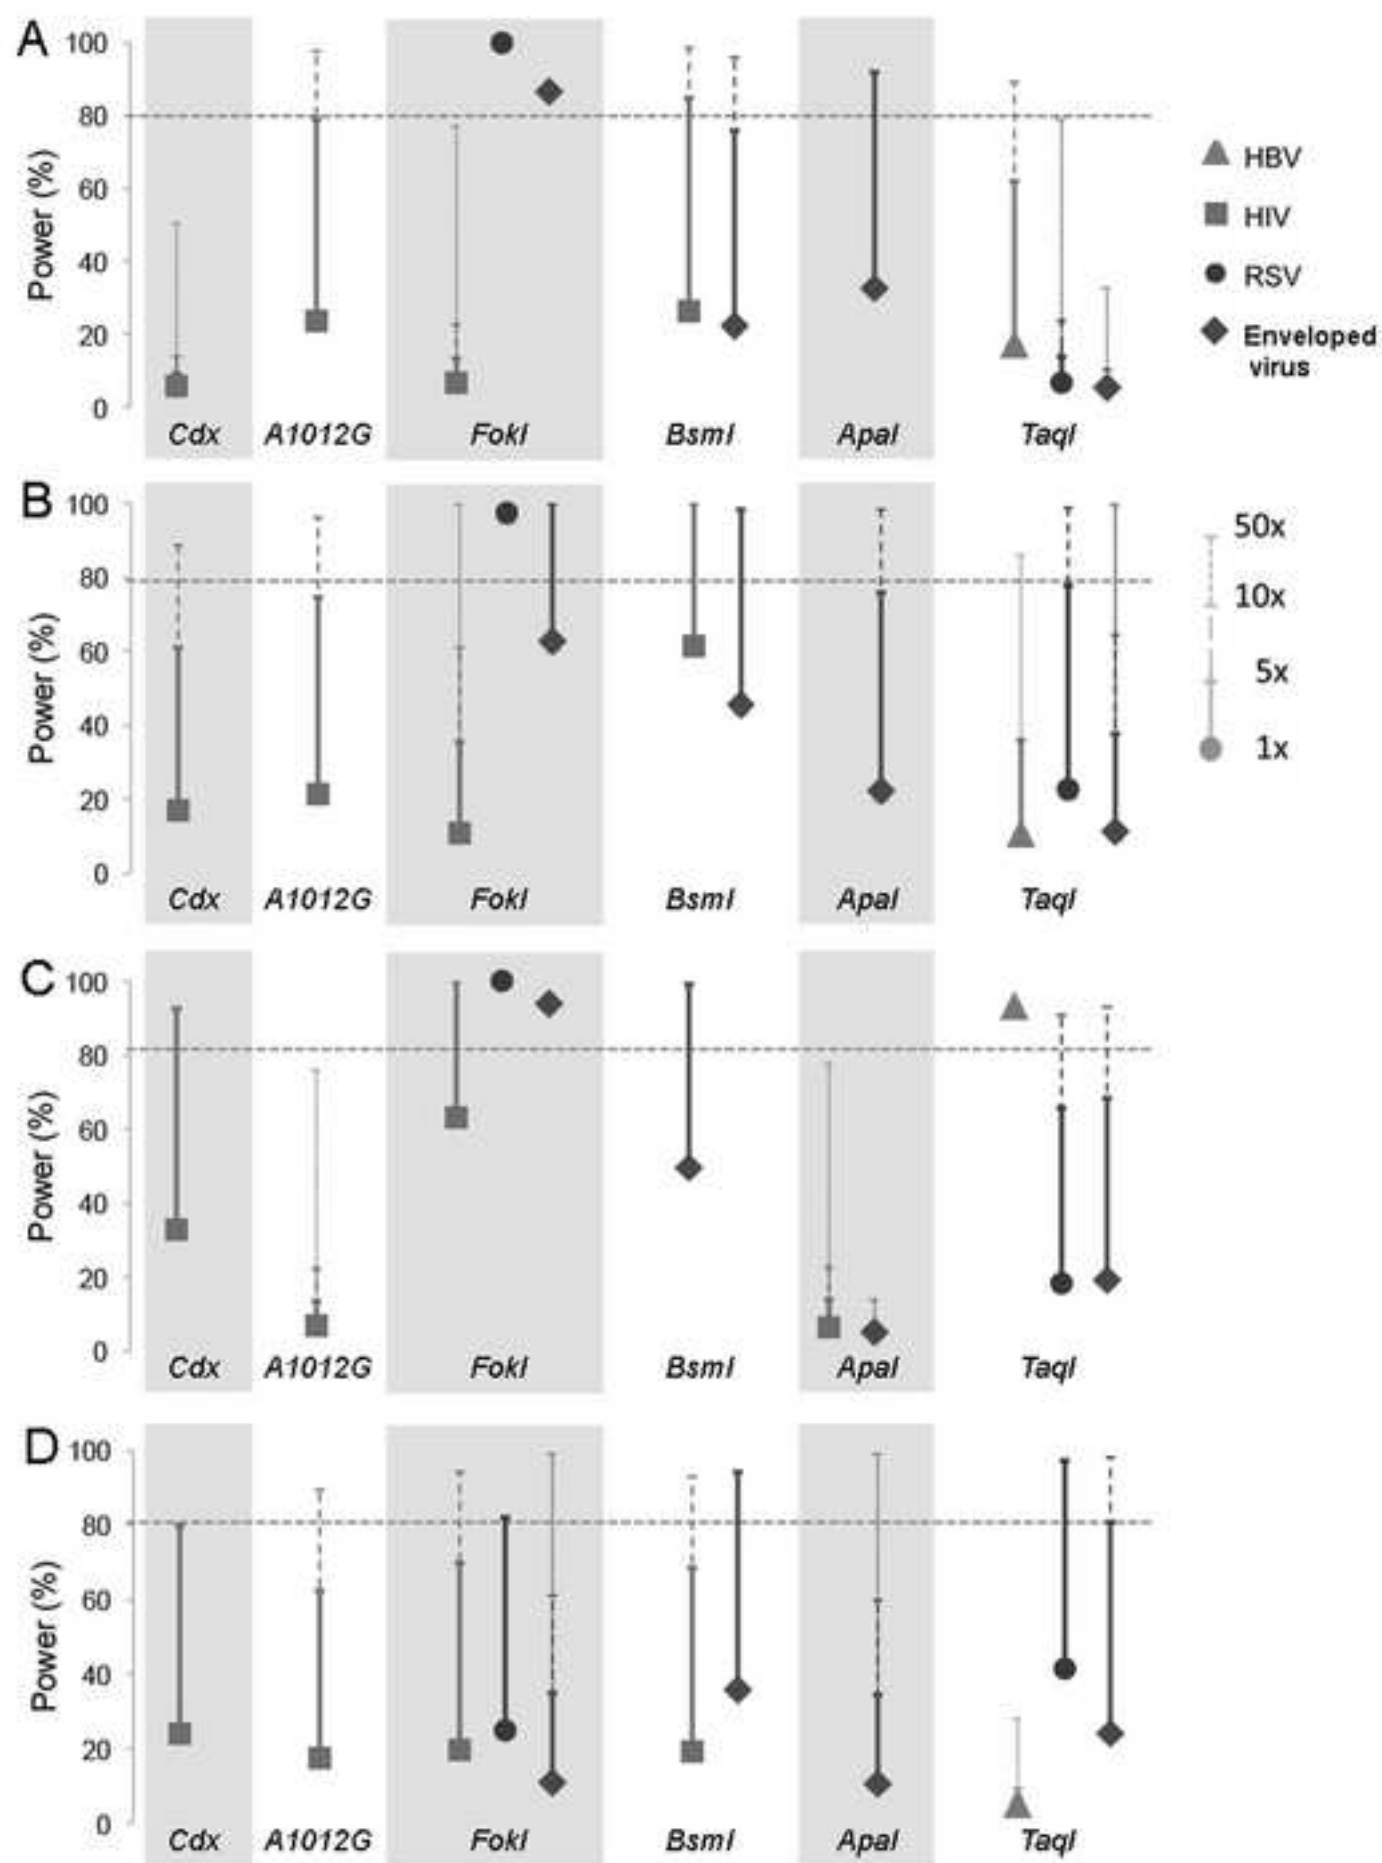 A
100
80
60
40
20
0
Power (%)
Cdx A1012G FokI BsmI ApaI TaqI
HBV
HIV
RSV
Enveloped
virus
B
100
80
60
40
20
0
Power (%)
Cdx A1012G FokI BsmI ApaI TaqI
50x
10x
5x
1x
C
100
80
60
40
20
0
Power (%)
Cdx A1012G FokI BsmI ApaI TaqI
D
100
80
60
40
20
0
Power (%)
Cdx A1012G FokI BsmI ApaI TaqI